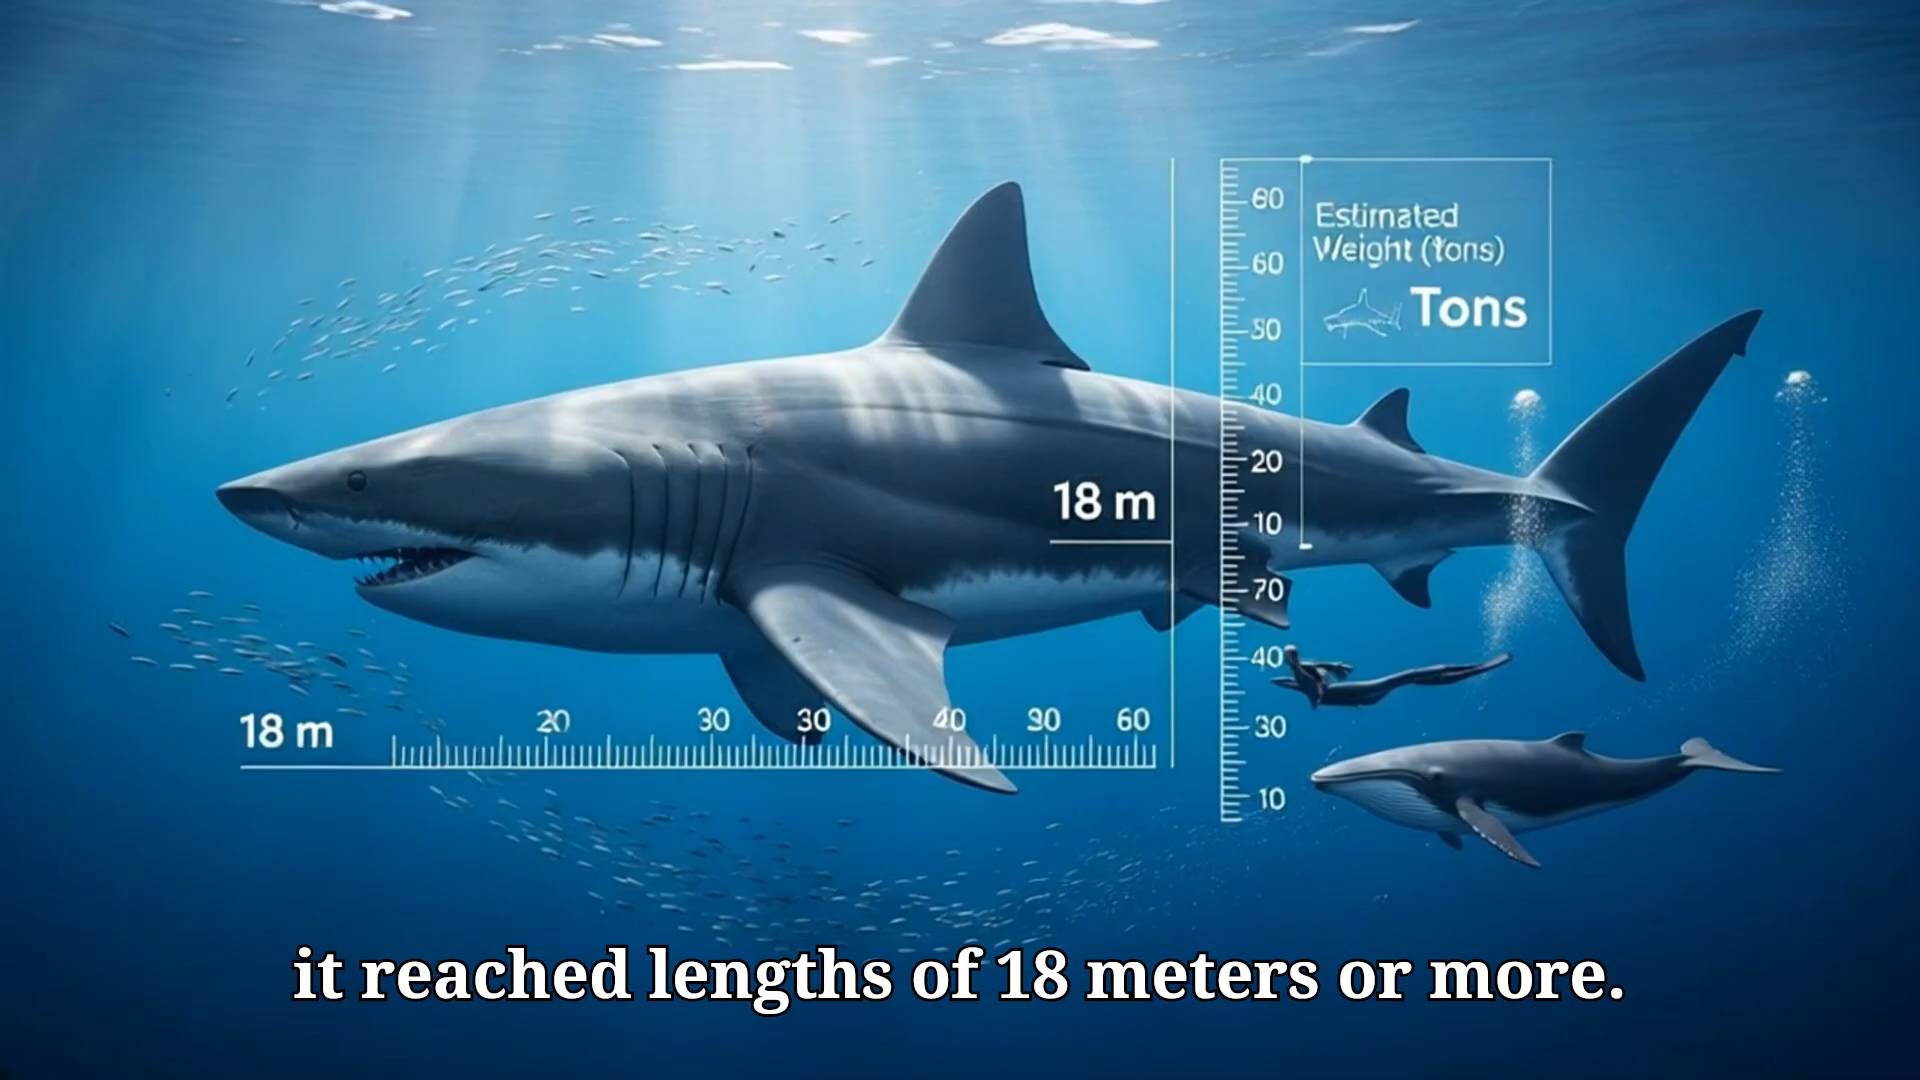 80
60
50
40
20
10
70
40
30
10
Estimated
Weight (tons)
Tons
18 m
18 m
20 30 30 40 90 60
it reached lengths of 18 meters or more.